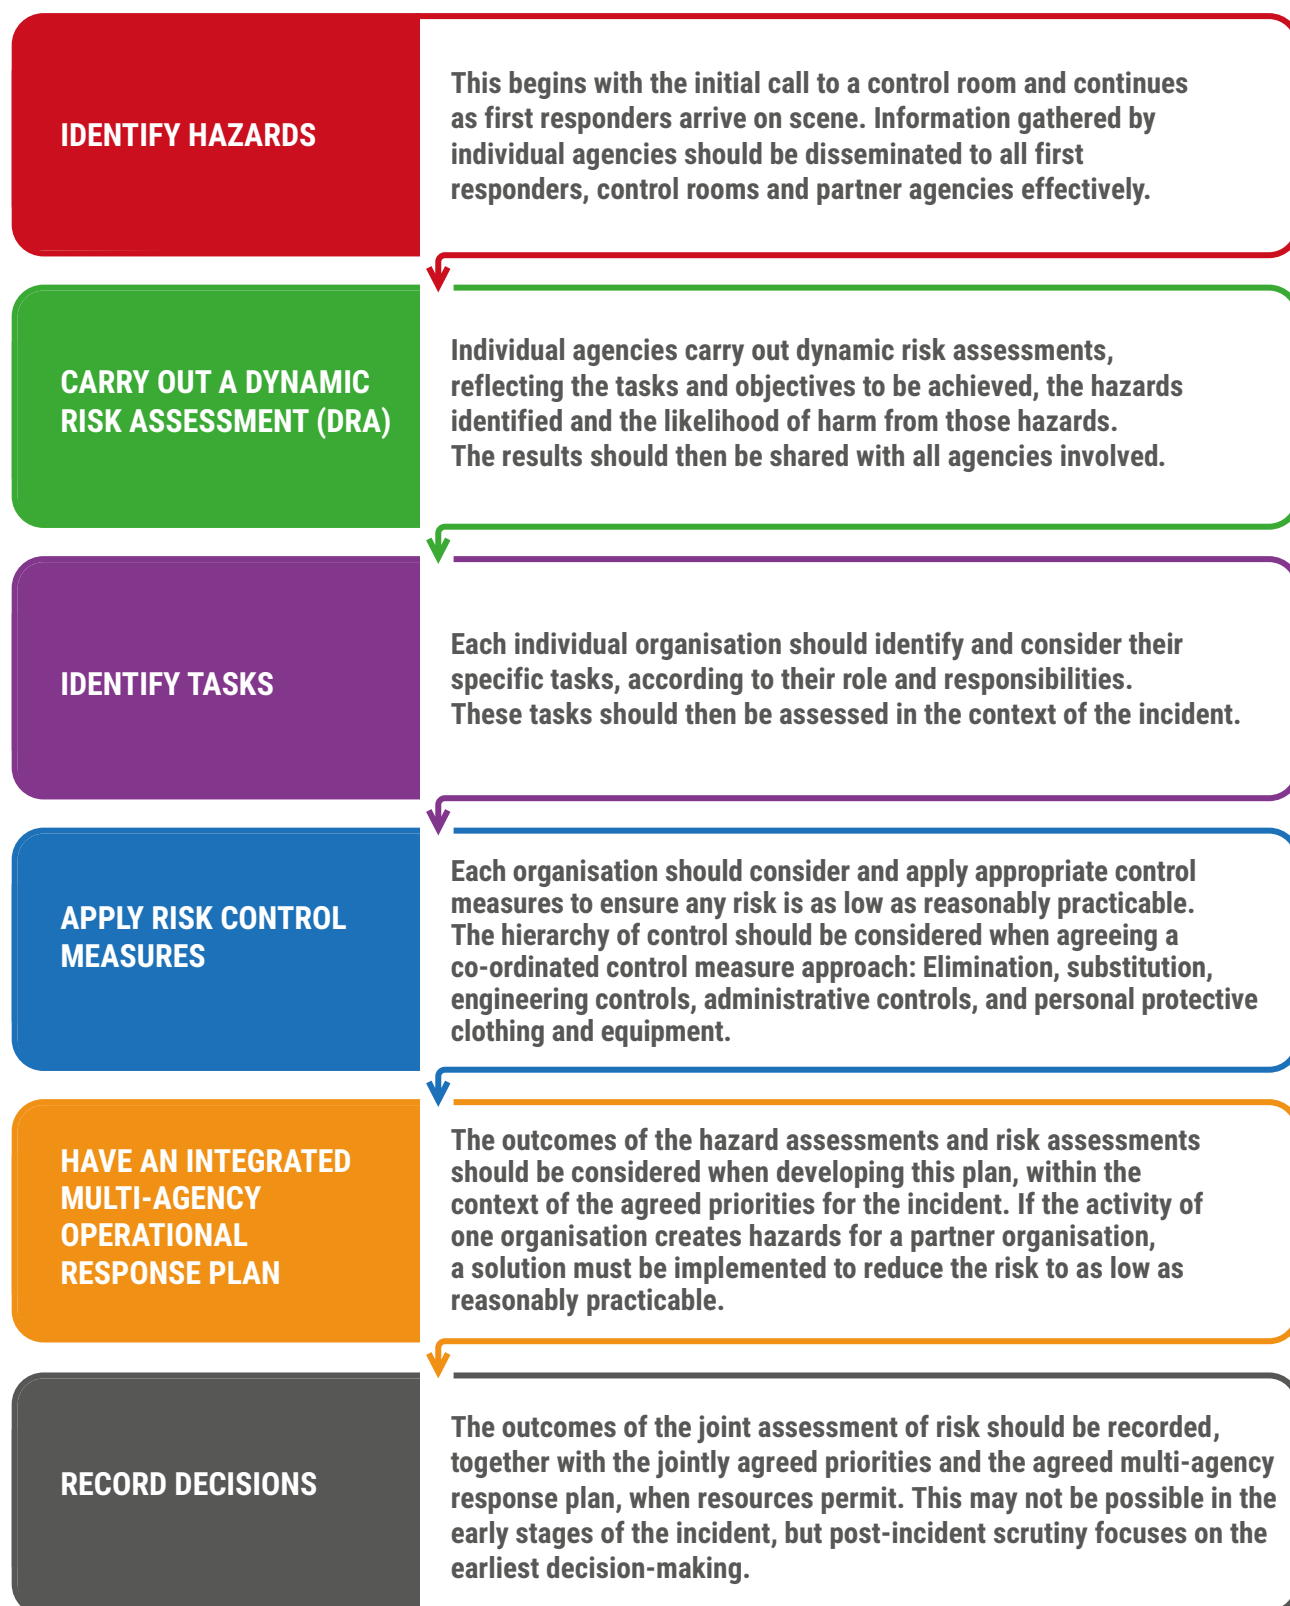 IDENTIFY HAZARDS
This begins with the initial call to a control room and continues
as first responders arrive on scene. Information gathered by
individual agencies should be disseminated to all first
responders, control rooms and partner agencies effectively.
CARRY OUT A DYNAMIC
RISK ASSESSMENT (DRA)
Individual agencies carry out dynamic risk assessments,
reflecting the tasks and objectives to be achieved, the hazards
identified and the likelihood of harm from those hazards.
The results should then be shared with all agencies involved.
IDENTIFY TASKS
Each individual organisation should identify and consider their
specific tasks, according to their role and responsibilities.
These tasks should then be assessed in the context of the incident.
APPLY RISK CONTROL
MEASURES
Each organisation should consider and apply appropriate control
measures to ensure any risk is as low as reasonably practicable.
The hierarchy of control should be considered when agreeing a
co-ordinated control measure approach: Elimination, substitution,
engineering controls, administrative controls, and personal protective
clothing and equipment.
HAVE AN INTEGRATED
MULTI-AGENCY
OPERATIONAL
RESPONSE PLAN
The outcomes of the hazard assessments and risk assessments
should be considered when developing this plan, within the
context of the agreed priorities for the incident. If the activity of
one organisation creates hazards for a partner organisation,
a solution must be implemented to reduce the risk to as low as
reasonably practicable.
RECORD DECISIONS
The outcomes of the joint assessment of risk should be recorded,
together with the jointly agreed priorities and the agreed multi-agency
response plan, when resources permit. This may not be possible in the
early stages of the incident, but post-incident scrutiny focuses on the
earliest decision-making.